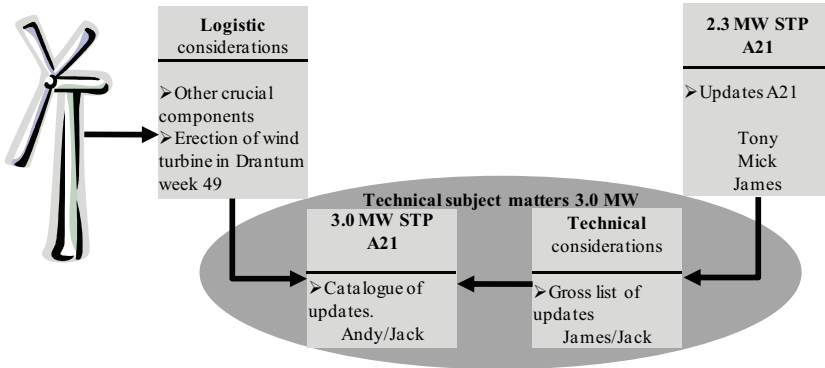 Logistic
considerations
➢Other crucial
components
➢Erection of wind
turbine in Drantum
week 49
2.3 MW STP
A21
➢Updates A21
Tony
Mick
James
Technical subject matters 3.0 MW
3.0 MW STP
A21
➢Catalogue of
updates.
Andy/Jack
Technical
considerations
➢Gross list of
updates
James/Jack